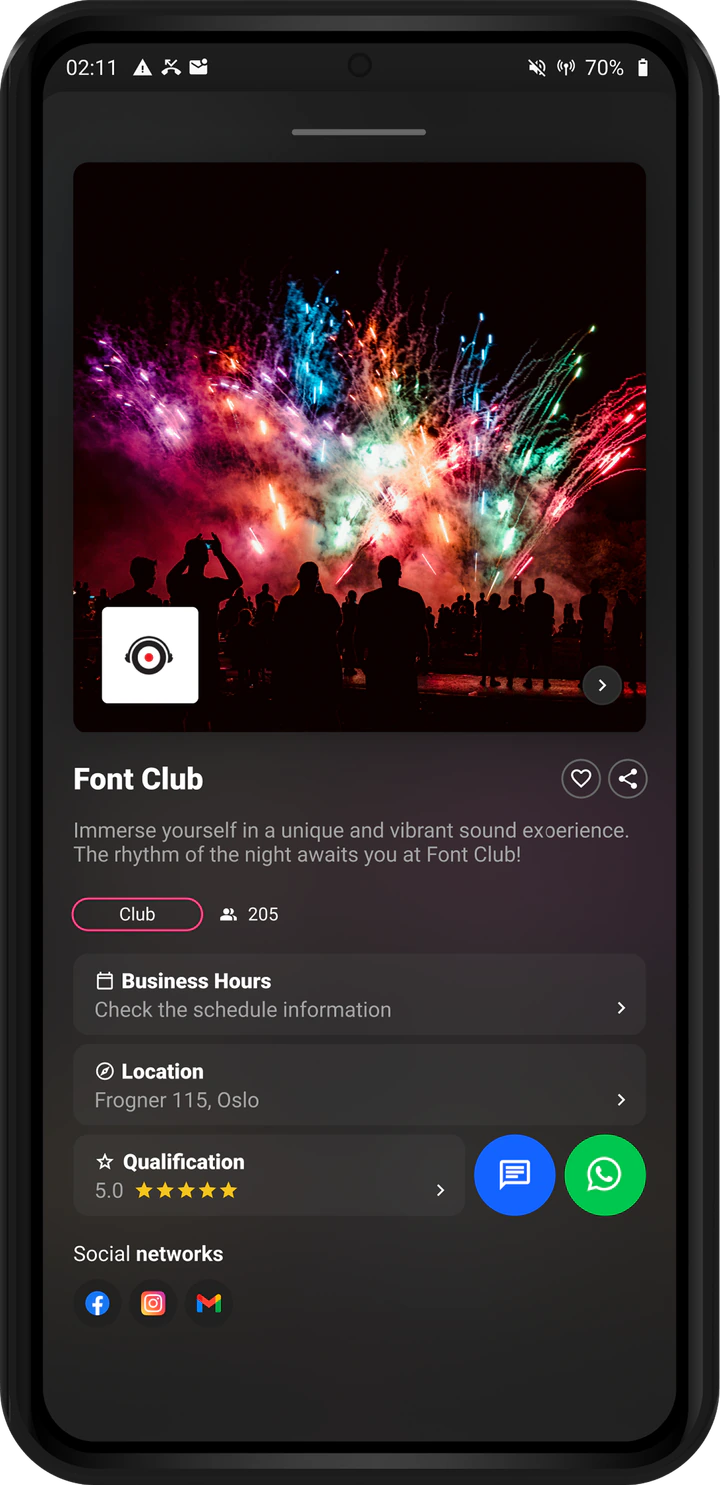 02:11
70%
Font Club
Immerse yourself in a unique and vibrant sound experience.
The rhythm of the night awaits you at Font Club!
Club
205
Business Hours
Check the schedule information
Location
Frogner 115, Oslo
Qualification
5.0
Social networks